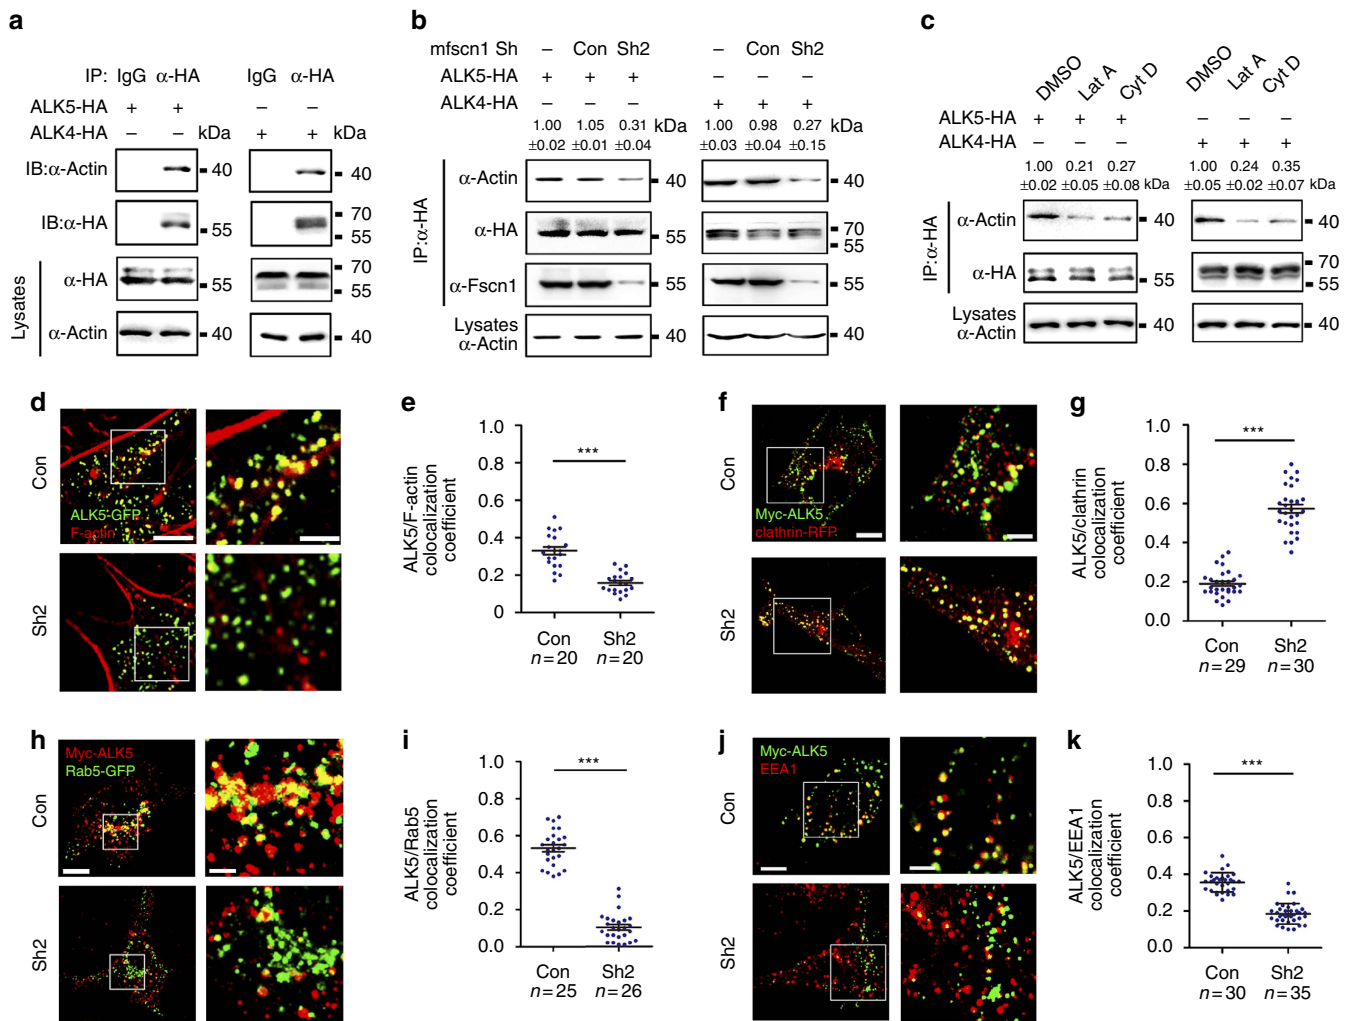 a
IP: IgG α-HA IgG α-HA
ALK5-HA + + − −
ALK4-HA − − kDa + + kDa
IB:α-Actin 40 40
IB:α-HA 55 70 55
Lysates
α-HA 55 70 55
α-Actin 40 40
b
mfscn1 Sh − Con Sh2 − Con Sh2
ALK5-HA + + + − − −
ALK4-HA − − − + + +
1.00 1.05 0.31 kDa 1.00 0.98 0.27 kDa
±0.02 ±0.01 ±0.04 ±0.03 ±0.04 ±0.15
IP:α-HA
α-Actin 40 40
α-HA 55 70 55
α-Fscn1 55 55
Lysates
α-Actin 40 40
c
DMSO Lat A Cyt D DMSO Lat A Cyt D
ALK5-HA + + + − − −
ALK4-HA − − − + + +
1.00 0.21 0.27 1.00 0.24 0.35
±0.02 ±0.05 ±0.08 kDa ±0.05 ±0.02 ±0.07 kDa
IP:α-HA
α-Actin 40 40
α-HA 55 70 55
Lysates
α-Actin 40 40
d
Con
ALK5-GFP
F-actin
Sh2
e
ALK5/F-actin
colocalization
coefficient
1.0
0.8
0.6
0.4
0.2
0
***
Con Sh2
n=20 n=20
f
Con
Myc-ALK5
clathrin-RFP
Sh2
g
ALK5/clathrin
colocalization
coefficient
1.0
0.8
0.6
0.4
0.2
0.0
***
Con Sh2
n=29 n=30
h
Con
Myc-ALK5
Rab5-GFP
Sh2
i
ALK5/Rab5
colocalization
coefficient
1.0
0.8
0.6
0.4
0.2
0.0
***
Con Sh2
n=25 n=26
j
Con
Myc-ALK5
EEA1
Sh2
k
ALK5/EEA1
colocalization
coefficient
1.0
0.8
0.6
0.4
0.2
0.0
***
Con Sh2
n=30 n=35